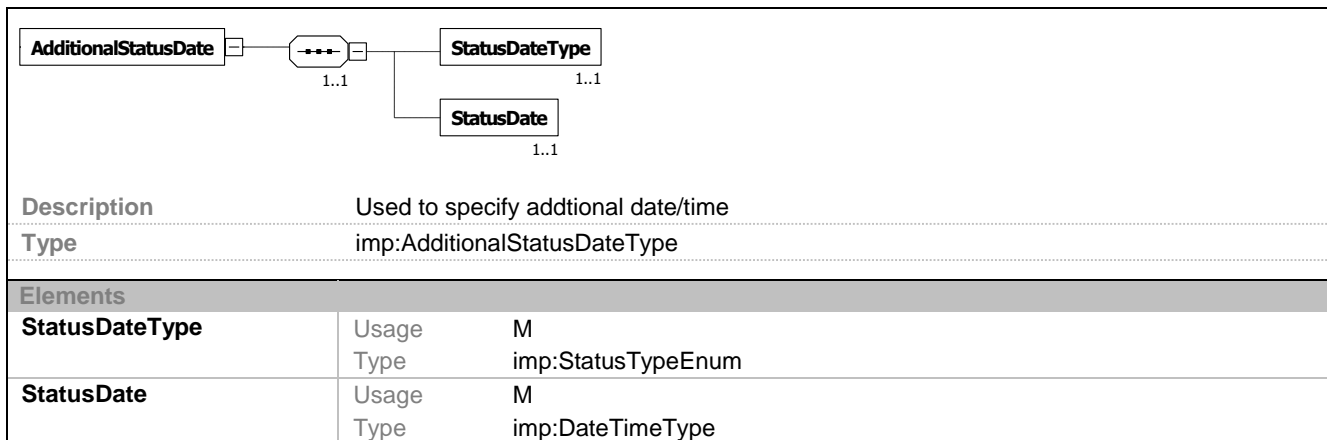 AdditionalStatusDate StatusDateType
1..1 1..1
StatusDate
1..1
Description Used to specify addtional date/time
Type imp:AdditionalStatusDateType
Elements
StatusDateType Usage M
Type imp:StatusTypeEnum
StatusDate Usage M
Type imp:DateTimeType